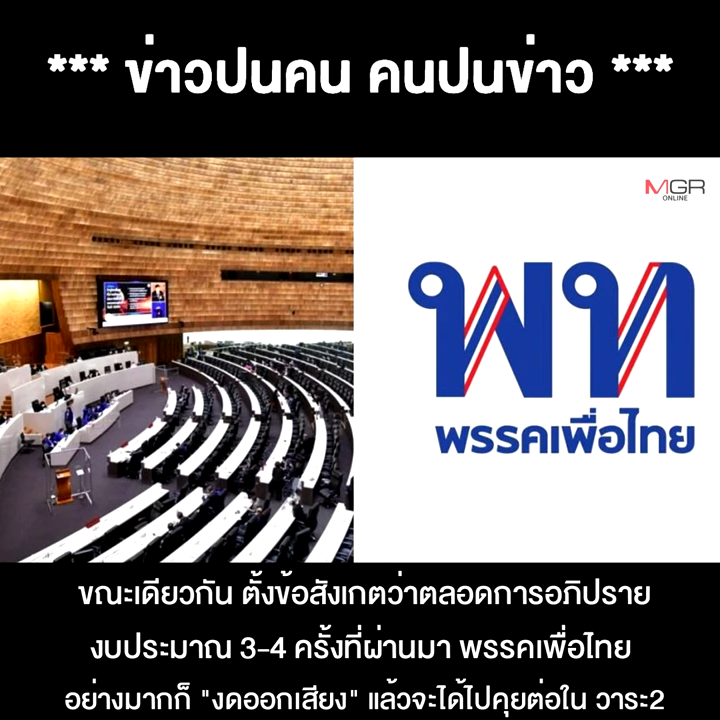 *** ข่าวปนคน คนปนข่าว ***
MGR
ONLINE
พท
พรรคเพื่อไทย
ขณะเดียวกัน ตั้งข้อสังเกตว่าตลอดการอภิปราย
งบประมาณ 3-4 ครั้งที่ผ่านมา พรรคเพื่อไทย
อย่างมากก็ "งดออกเสียง" แล้วจะได้ไปคุยต่อใน วาระ2